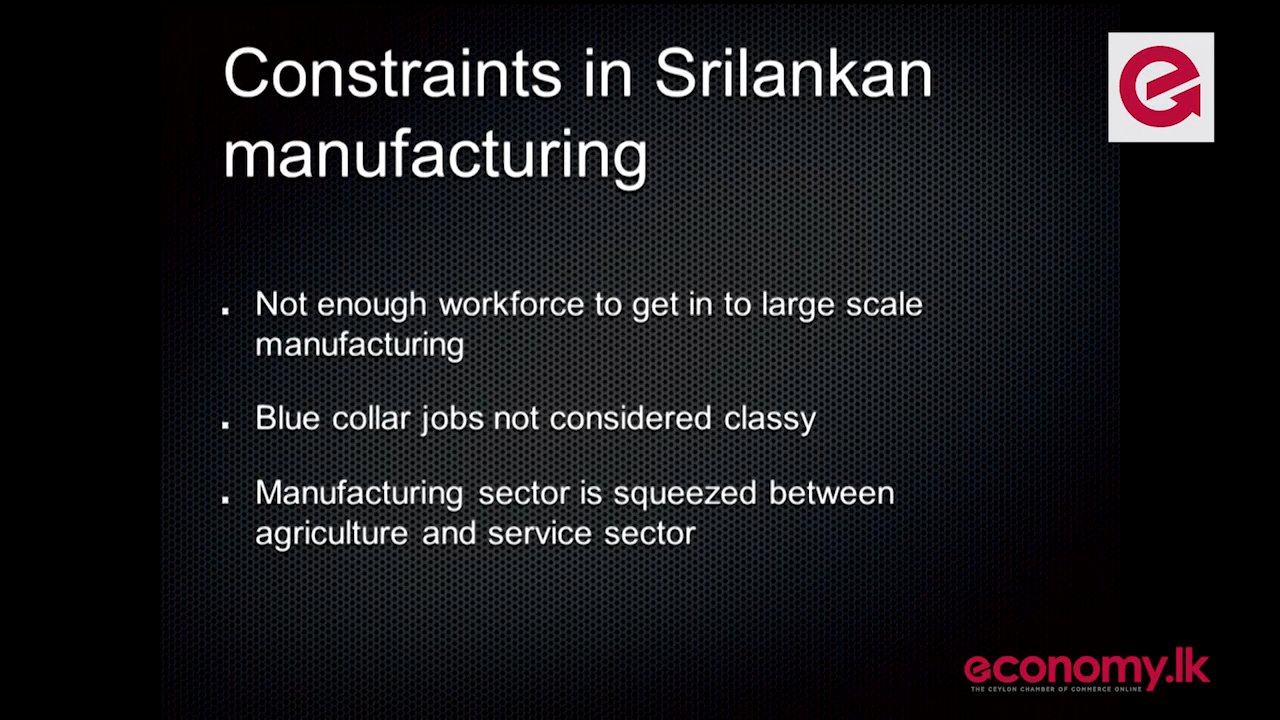 Constraints in Srilankan
manufacturing
Not enough workforce to get in to large scale
manufacturing
Blue collar jobs not considered classy
Manufacturing sector is squeezed between
agriculture and service sector
economy.lk
THE CEYLON CHAMBER OF COMMERCE ONLINE